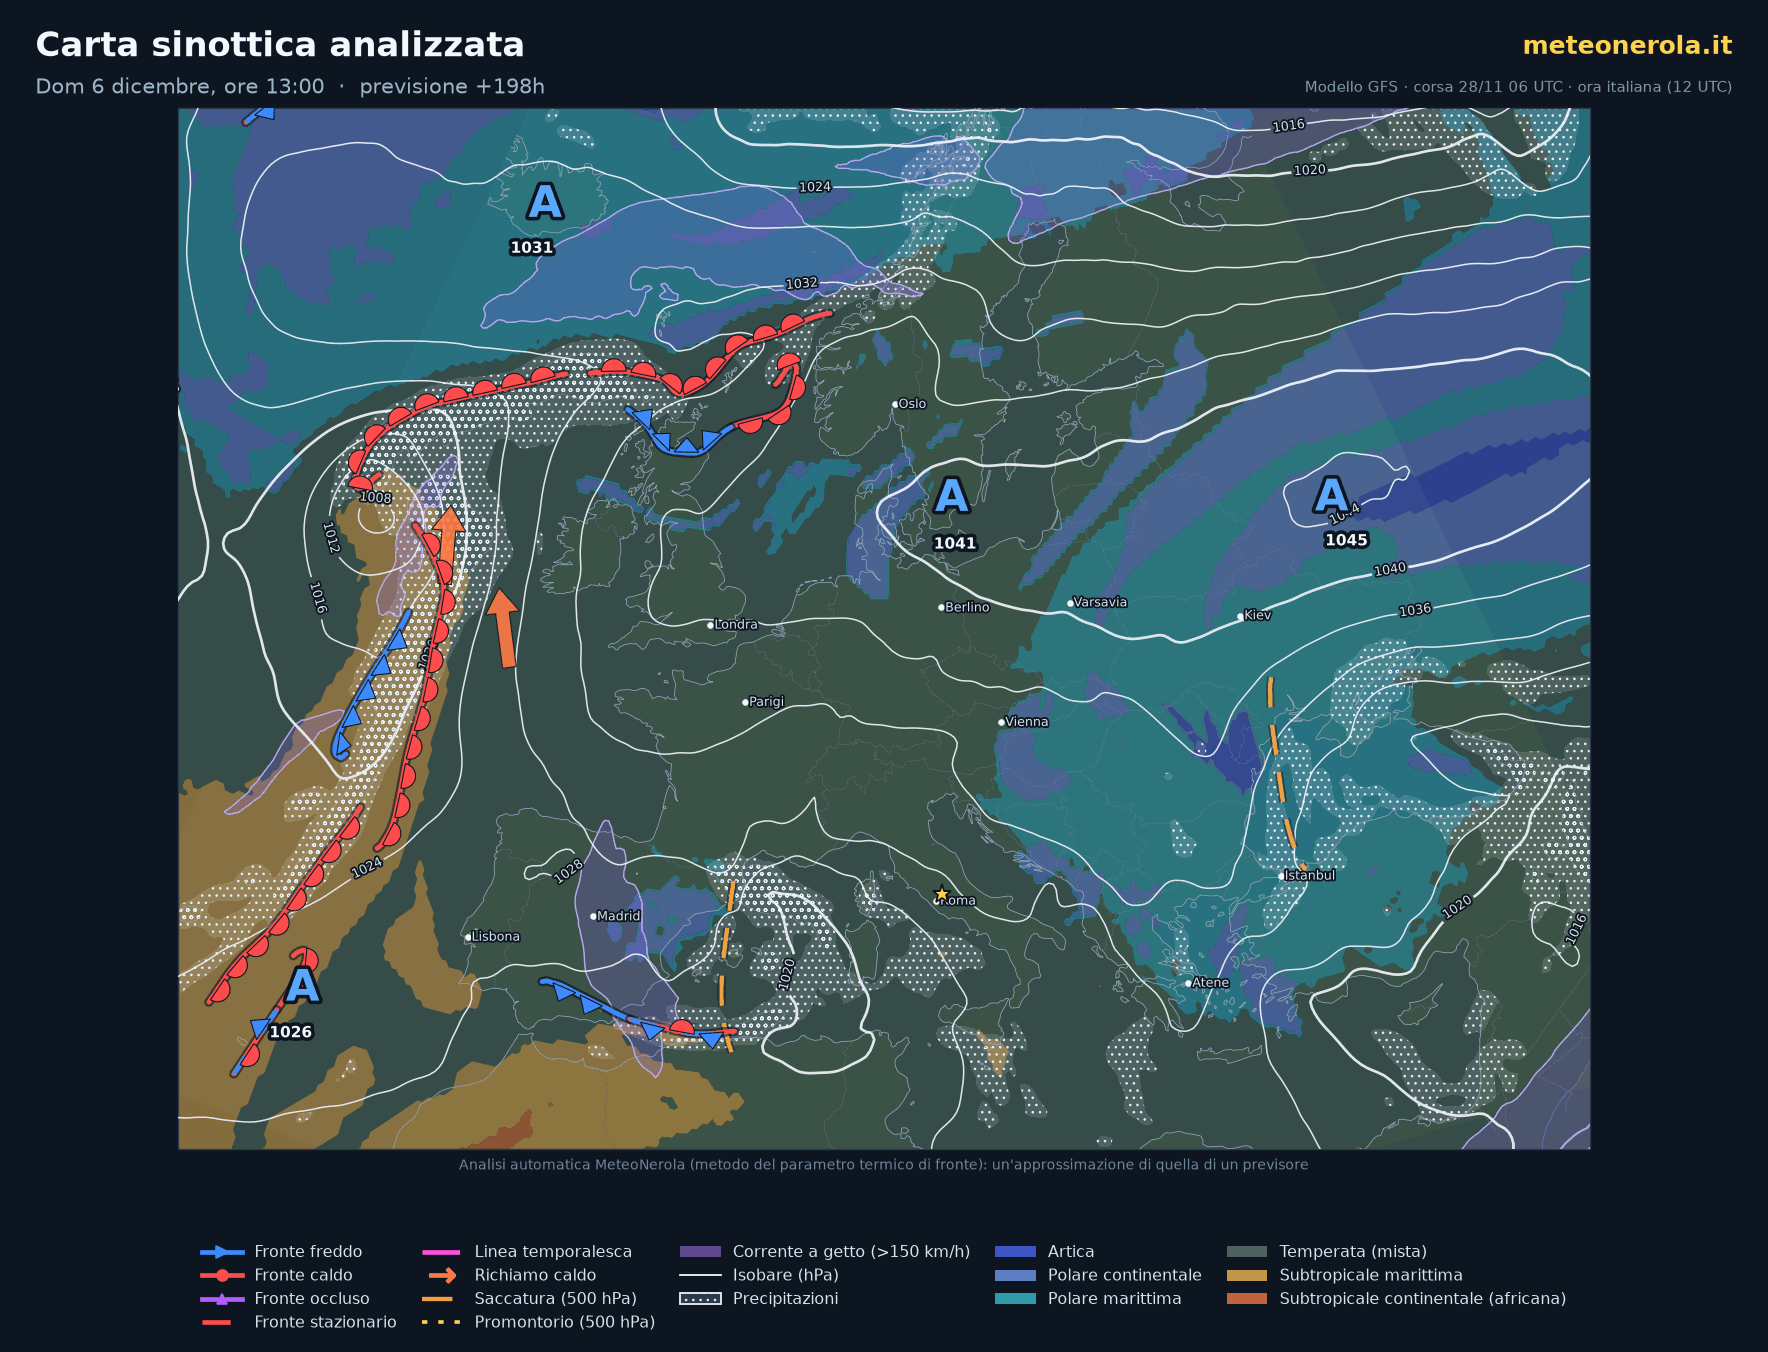 Carta sinottica analizzata
meteonerola.it
Dom 6 dicembre, ore 13:00 · previsione +198h
Modello GFS · corsa 28/11 06 UTC · ora italiana (12 UTC)
1016
1020
1024
A
1031
1032
Oslo
1008
A
1041
A
1045
1012
1016
1040
1036
Berlino
Varsavia
Kiev
Londra
Parigi
Vienna
1024
1028
Istanbul
Madrid
Roma
1020
1016
Lisbona
1020
Atene
A
1026
Analisi automatica MeteoNerola (metodo del parametro termico di fronte): un'approssimazione di quella di un previsore
Fronte freddo
Linea temporalesca
Corrente a getto (>150 km/h)
Artica
Temperata (mista)
Fronte caldo
Richiamo caldo
Isobare (hPa)
Polare continentale
Subtropicale marittima
Fronte occluso
Saccatura (500 hPa)
Precipitazioni
Polare marittima
Subtropicale continentale (africana)
Fronte stazionario
Promontorio (500 hPa)